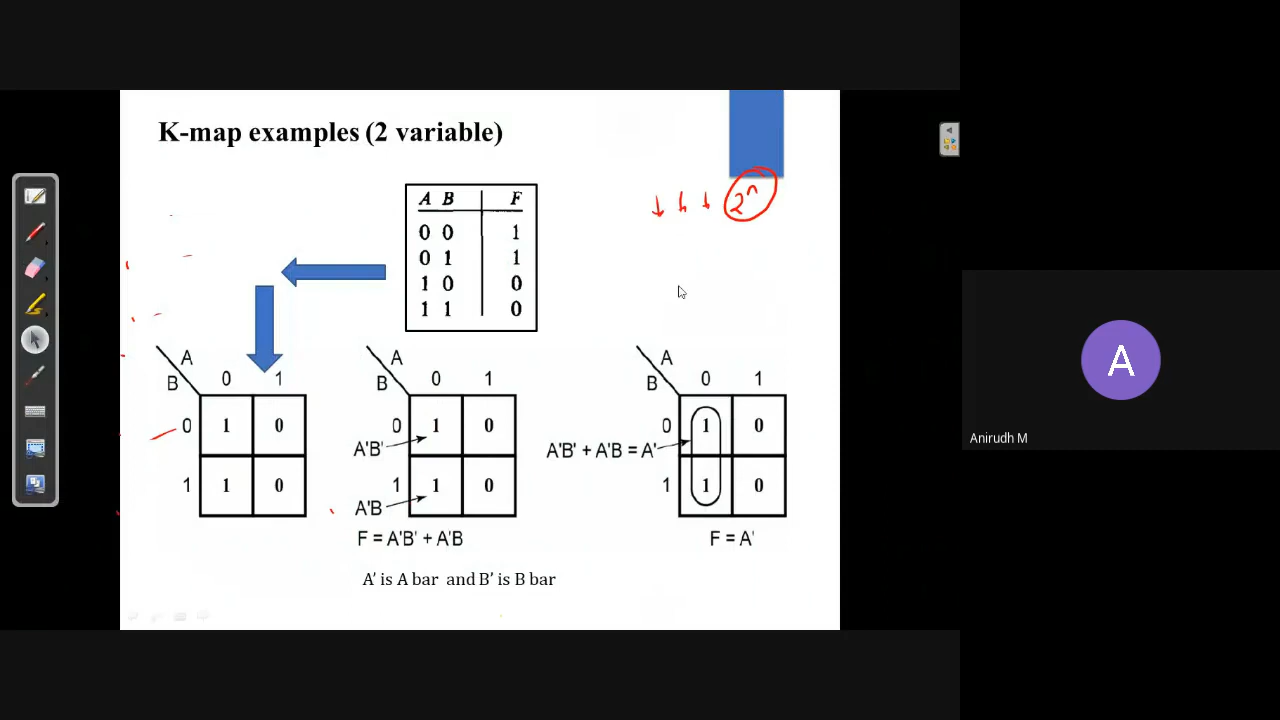 K-map examples (2 variable)
A B F
0 0 1
0 1 1
1 0 0
1 1 0
2^n
A
B
0 1
0 1 0
1 1 0
A
B
0 1
0 1 0
A'B'
1 1 0
A'B
F = A'B' + A'B
A
B
0 1
0 1 0
A'B' + A'B = A'
1 1 0
F = A'
A' is A bar and B' is B bar
A
Anirudh M